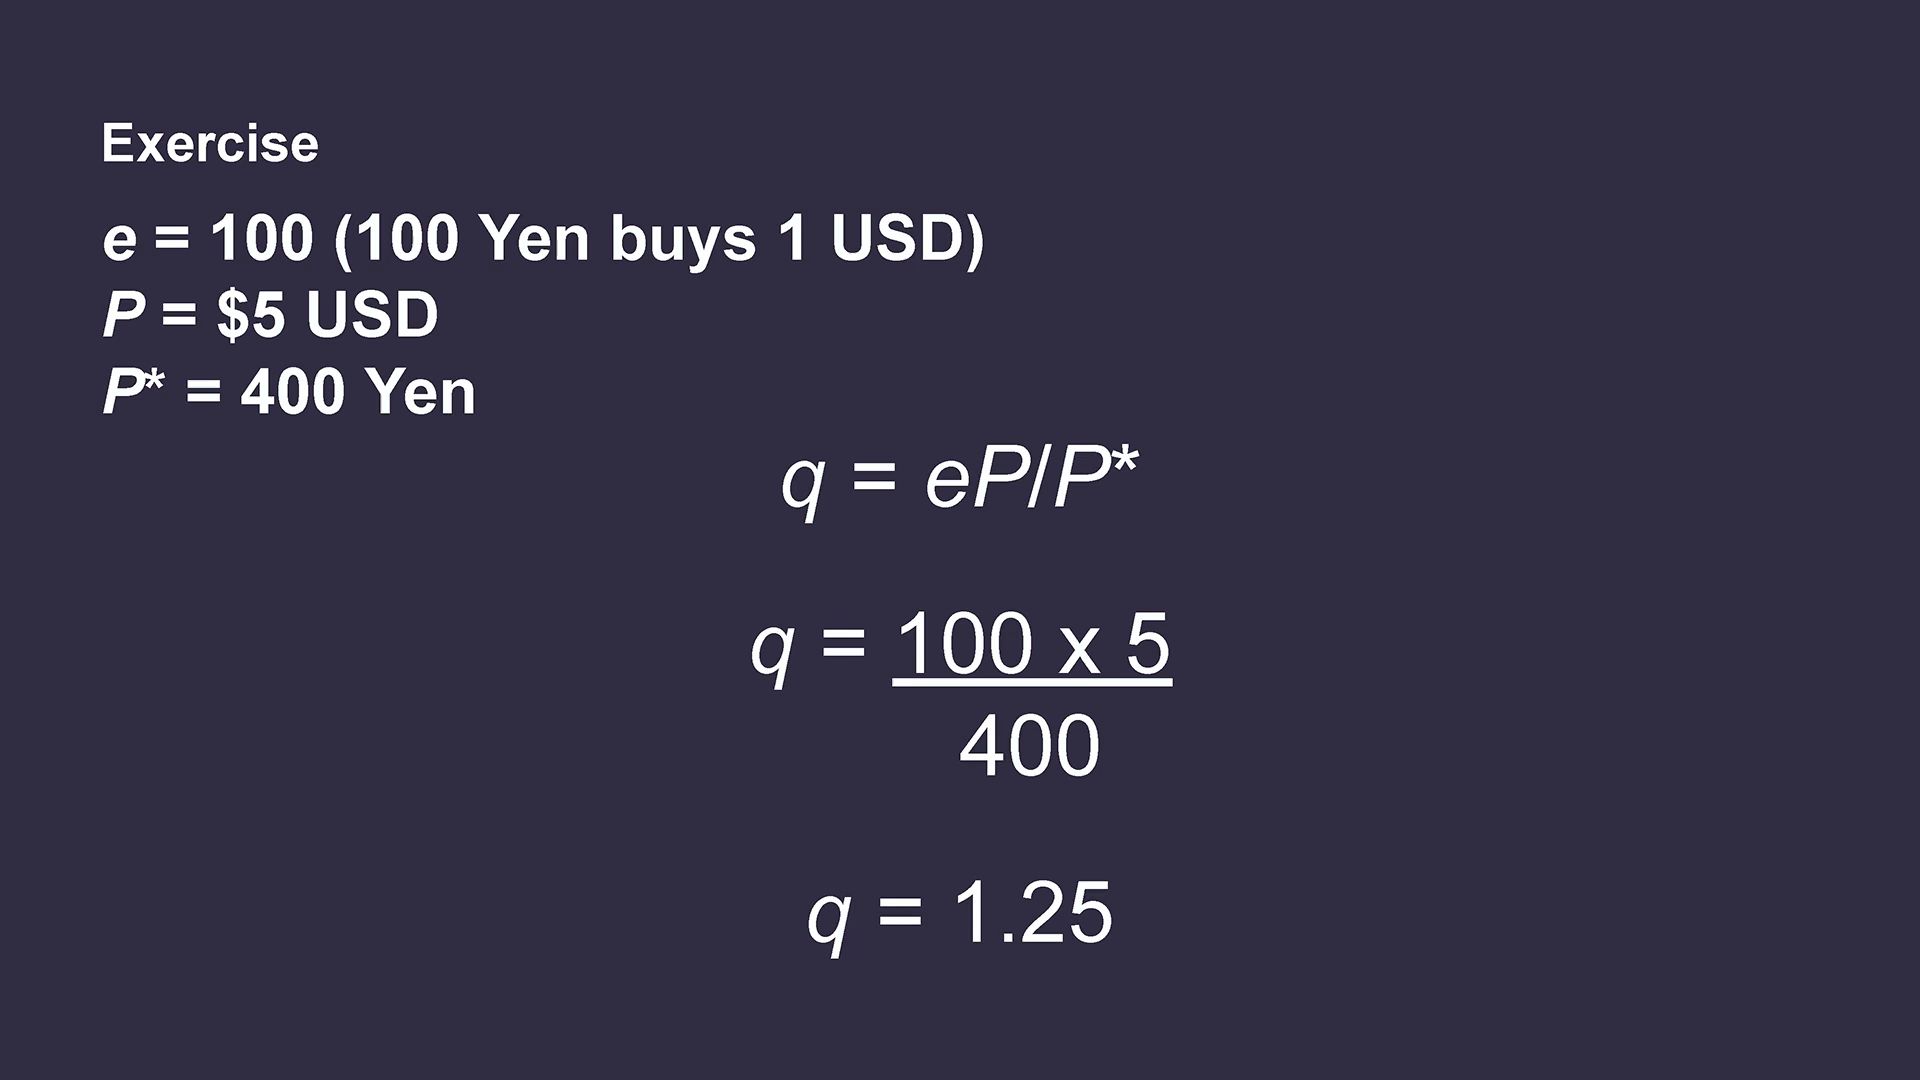 Exercise
e = 100 (100 Yen buys 1 USD)
P = $5 USD
P* = 400 Yen
q = eP/P*
q = 100 x 5
400
q = 1.25